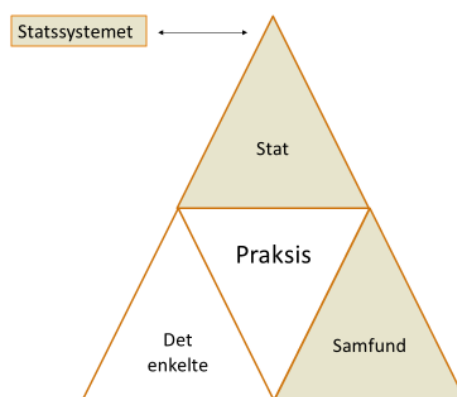 Statssystemet
Stat
Praksis
Det
enkelte
Samfund